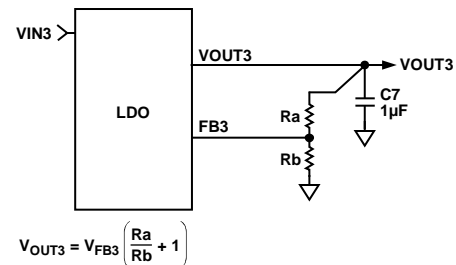 VIN3
VOUT3
VOUT3
C7
1µF
LDO
Ra
FB3
Rb
VOUT3 = VFB3 (Ra/Rb + 1)